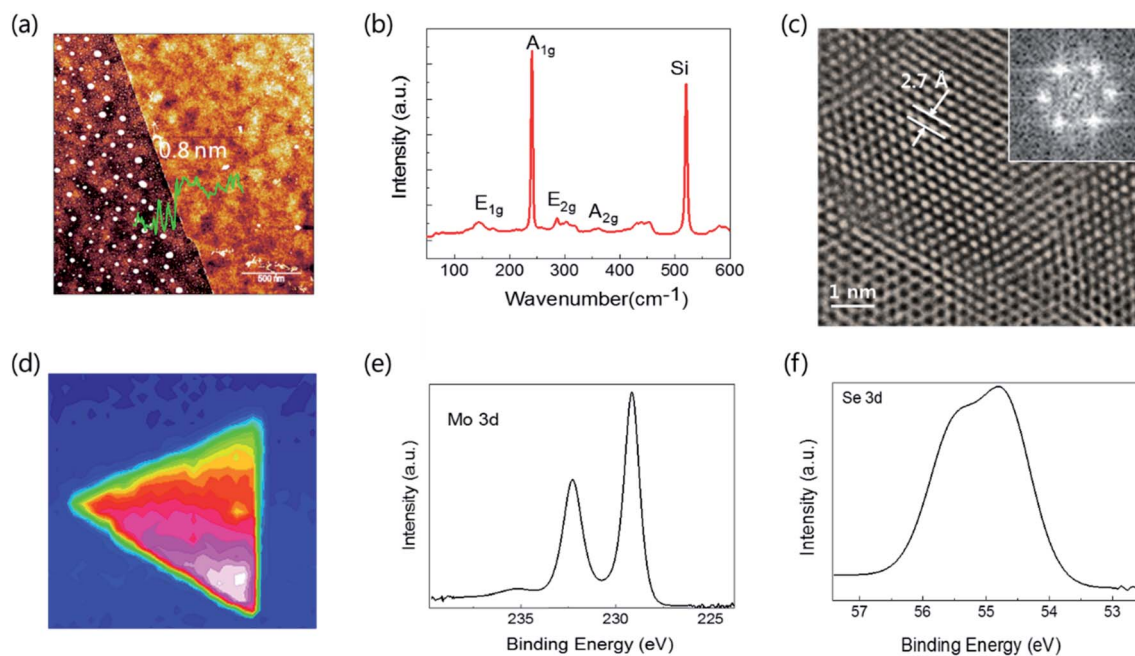 (a)
0.8 nm
500 nm
(b)
A1g
Si
E1g
E2g
A2g
Intensity (a.u.)
50 100 200 300 400 500 600
Wavenumber(cm-1)
(c)
2.7 Å
1 nm
(d)
(e)
Mo 3d
Intensity (a.u.)
235 230 225
Binding Energy (eV)
(f)
Se 3d
Intensity (a.u.)
57 56 55 54 53
Binding Energy (eV)